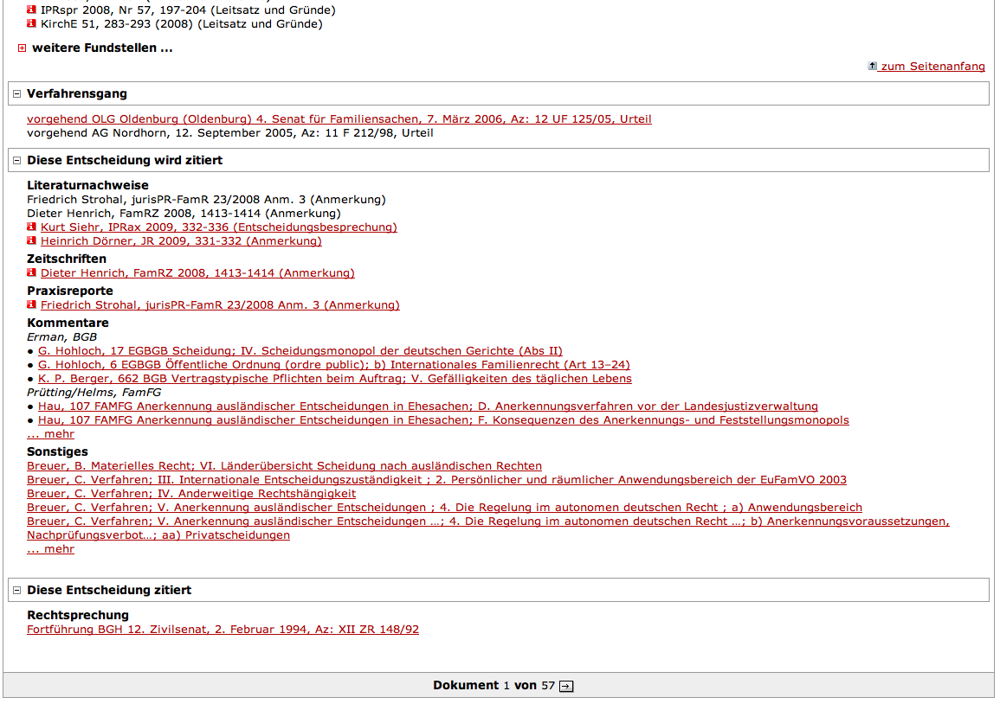 IPRspr 2008, Nr 57, 197-204 (Leitsatz und Gründe)
KirchE 51, 283-293 (2008) (Leitsatz und Gründe)
weitere Fundstellen ...
zum Seitenanfang
Verfahrensgang
vorgehend OLG Oldenburg (Oldenburg) 4. Senat für Familiensachen, 7. März 2006, Az: 12 UF 125/05, Urteil
vorgehend AG Nordhorn, 12. September 2005, Az: 11 F 212/98, Urteil
Diese Entscheidung wird zitiert
Literaturnachweise
Friedrich Strohal, jurisPR-FamR 23/2008 Anm. 3 (Anmerkung)
Dieter Henrich, FamRZ 2008, 1413-1414 (Anmerkung)
Kurt Siehr, IPRax 2009, 332-336 (Entscheidungsbesprechung)
Heinrich Dörner, JR 2009, 331-332 (Anmerkung)
Zeitschriften
Dieter Henrich, FamRZ 2008, 1413-1414 (Anmerkung)
Praxisreporte
Friedrich Strohal, jurisPR-FamR 23/2008 Anm. 3 (Anmerkung)
Kommentare
Erman, BGB
● G. Hohloch, 17 EGBGB Scheidung; IV. Scheidungsmonopol der deutschen Gerichte (Abs II)
● G. Hohloch, 6 EGBGB Öffentliche Ordnung (ordre public); b) Internationales Familienrecht (Art 13–24)
● K. P. Berger, 662 BGB Vertragstypische Pflichten beim Auftrag; V. Gefälligkeiten des täglichen Lebens
Prütting/Helms, FamFG
● Hau, 107 FAMFG Anerkennung ausländischer Entscheidungen in Ehesachen; D. Anerkennungsverfahren vor der Landesjustizverwaltung
● Hau, 107 FAMFG Anerkennung ausländischer Entscheidungen in Ehesachen; F. Konsequenzen des Anerkennungs- und Feststellungsmonopols
... mehr
Sonstiges
Breuer, B. Materielles Recht; VI. Länderübersicht Scheidung nach ausländischen Rechten
Breuer, C. Verfahren; III. Internationale Entscheidungszuständigkeit ; 2. Persönlicher und räumlicher Anwendungsbereich der EuFamVO 2003
Breuer, C. Verfahren; IV. Anderweitige Rechtshängigkeit
Breuer, C. Verfahren; V. Anerkennung ausländischer Entscheidungen ; 4. Die Regelung im autonomen deutschen Recht ; a) Anwendungsbereich
Breuer, C. Verfahren; V. Anerkennung ausländischer Entscheidungen ...; 4. Die Regelung im autonomen deutschen Recht ...; b) Anerkennungsvoraussetzungen,
Nachprüfungsverbot...; aa) Privatscheidungen
... mehr
Diese Entscheidung zitiert
Rechtsprechung
Fortführung BGH 12. Zivilsenat, 2. Februar 1994, Az: XII ZR 148/92
Dokument 1 von 57